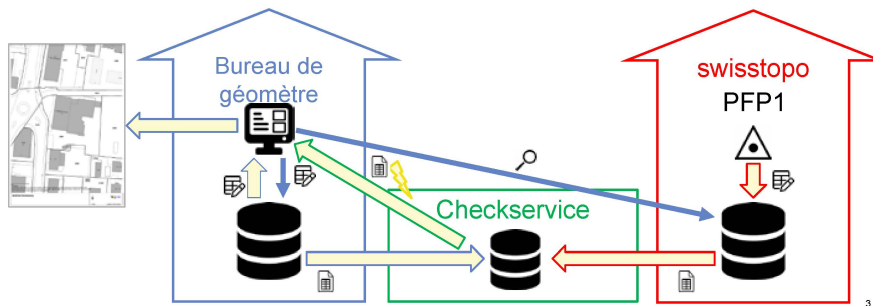 Bureau de
géomètre
swisstopo
PFP1
Checkservice
3